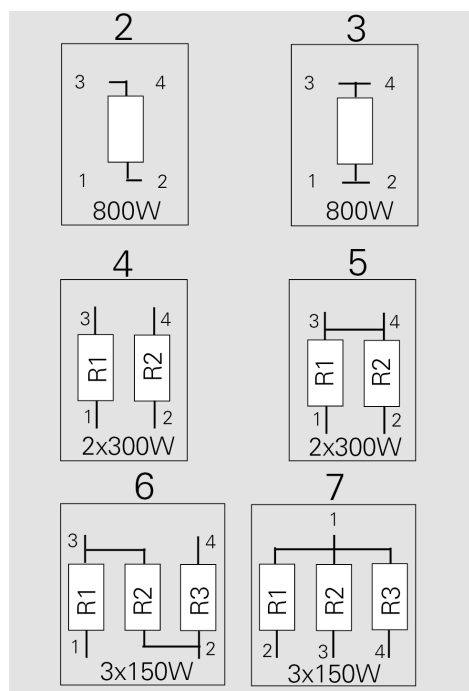 2 3
3 4 3 4
1 2 1 2
800W 800W
4 5
3 4 3 4
R1 R2 R1 R2
1 2 1 2
2x300W 2x300W
6 7
1
3 4
R1 R2 R3 R1 R2 R3
1 2 2 3 4
3x150W 3x150W